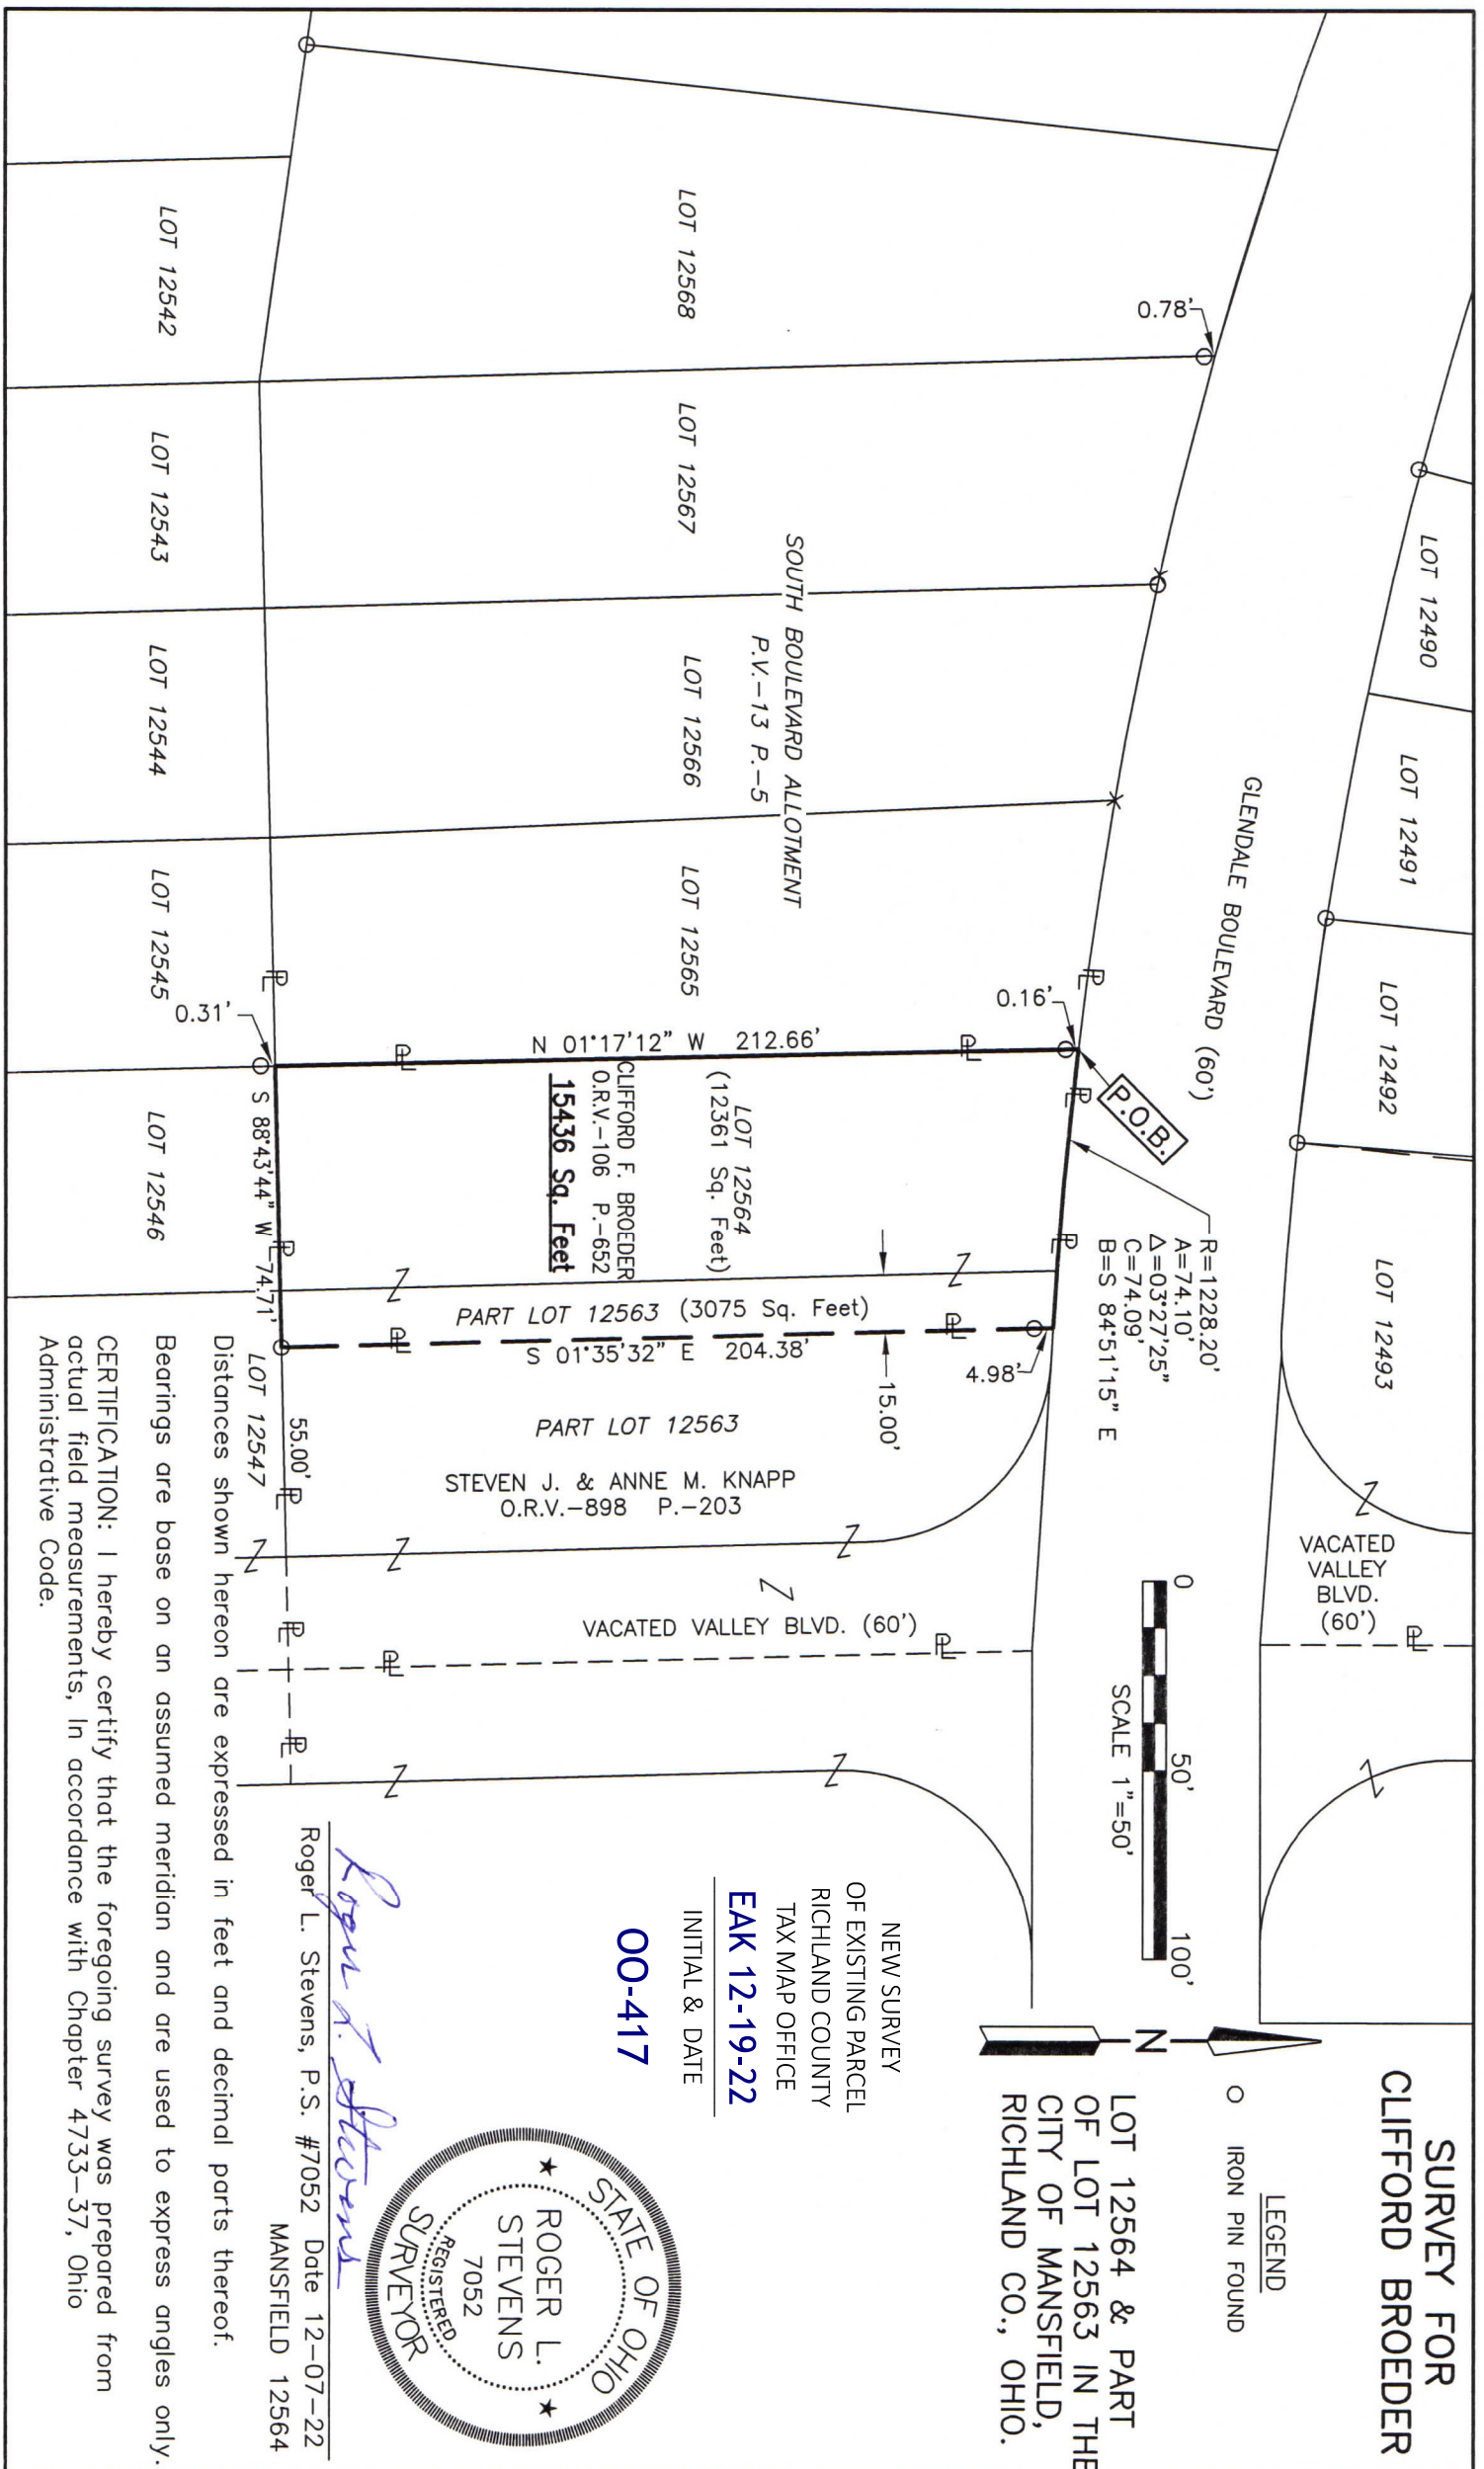 SURVEY FOR
CLIFFORD BROEDER
LEGEND
O IRON PIN FOUND
LOT 12564 & PART
OF LOT 12563 IN THE
CITY OF MANSFIELD,
RICHLAND CO., OHIO.
N
LOT 12490
LOT 12491
LOT 12492
LOT 12493
VACATED
VALLEY
BLVD.
(60')
PL
GLENDALE BOULEVARD (60')
0 50' 100'
SCALE 1"=50'
P.O.B.
R=1228.20'
A=74.10'
Δ=03°27'25"
C=74.09'
B=S 84°51'15" E
0.78'
0.16'
4.98'
15.00'
SOUTH BOULEVARD ALLOTMENT
P.V.-13 P.-5
LOT 12568
LOT 12567
LOT 12566
LOT 12565
N 01°17'12" W 212.66'
LOT 12564
(12361 Sq. Feet)
CLIFFORD F. BROEDER
O.R.V.-106 P.-652
15436 Sq. Feet
PART LOT 12563 (3075 Sq. Feet)
S 01°35'32" E 204.38'
PART LOT 12563
STEVEN J. & ANNE M. KNAPP
O.R.V.-898 P.-203
VACATED VALLEY BLVD. (60')
0.31'
S 88°43'44" W 74.71'
55.00'
LOT 12542
LOT 12543
LOT 12544
LOT 12545
LOT 12546
LOT 12547
NEW SURVEY
OF EXISTING PARCEL
RICHLAND COUNTY
TAX MAP OFFICE
EAK 12-19-22
INITIAL & DATE
OO-417
STATE OF OHIO
ROGER L.
STEVENS
7052
REGISTERED
SURVEYOR
Roger L. Stevens
Roger L. Stevens, P.S. #7052 Date 12-07-22
MANSFIELD 12564
Distances shown hereon are expressed in feet and decimal parts thereof.
Bearings are base on an assumed meridian and are used to express angles only.
CERTIFICATION: I hereby certify that the foregoing survey was prepared from
actual field measurements, In accordance with Chapter 4733-37, Ohio
Administrative Code.